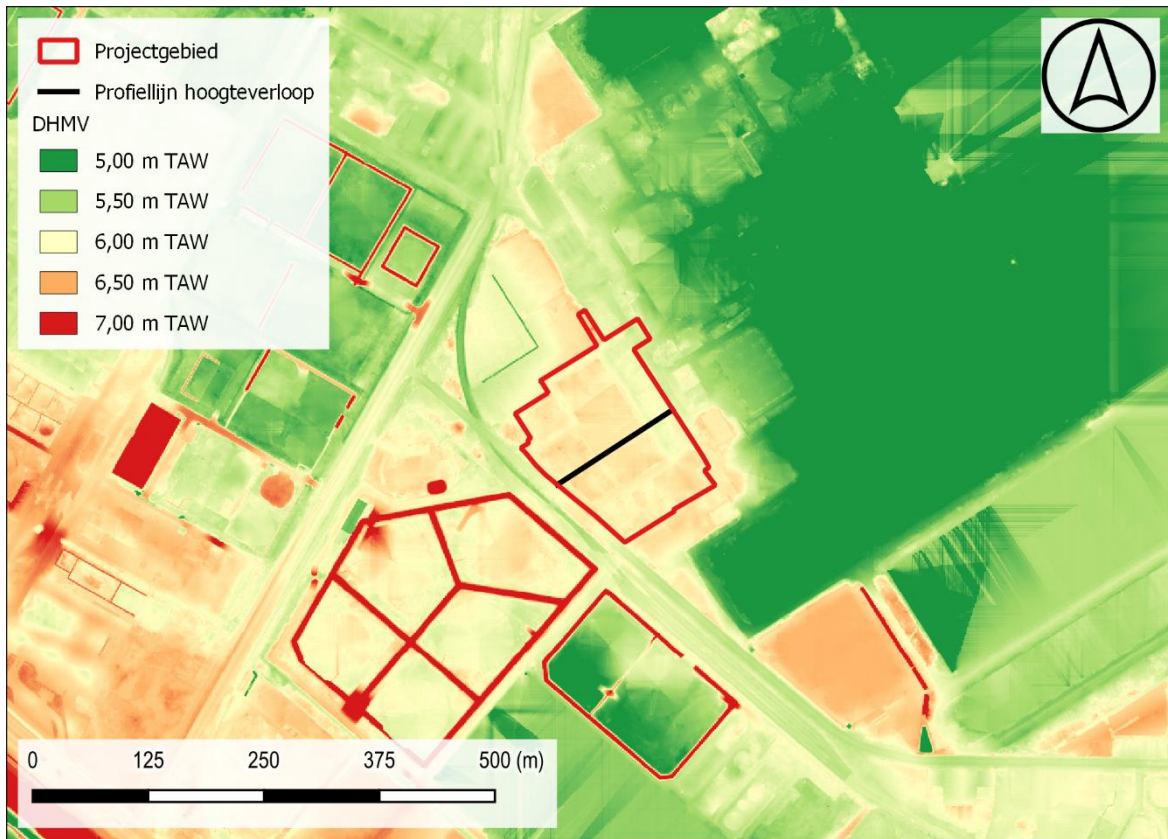 Projectgebied
Profiellijn hoogteverloop
DHMV
5,00 m TAW
5,50 m TAW
6,00 m TAW
6,50 m TAW
7,00 m TAW
0 125 250 375 500 (m)